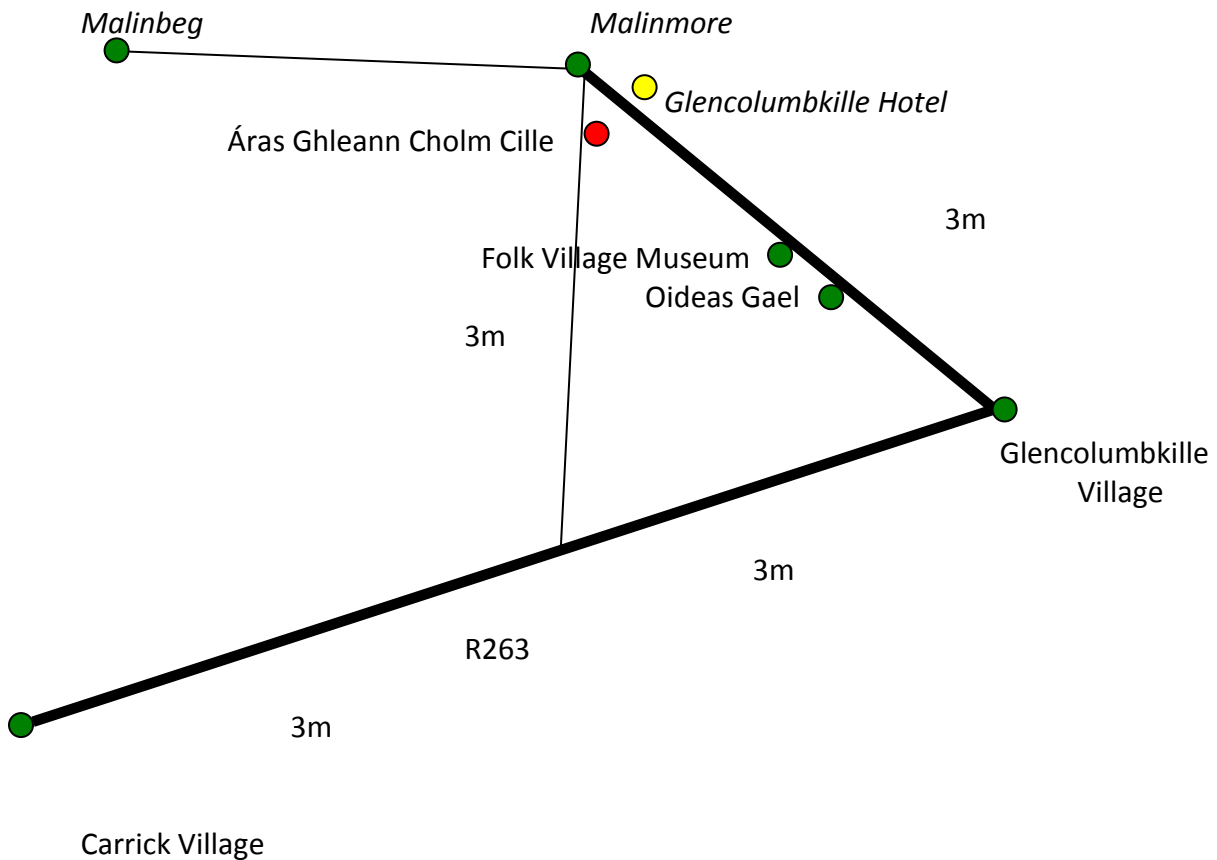 Malinbeg
Malinmore
Glencolumbkille Hotel
Áras Ghleann Cholm Cille
3m
Folk Village Museum
Oideas Gael
3m
Glencolumbkille
Village
3m
R263
3m
Carrick Village